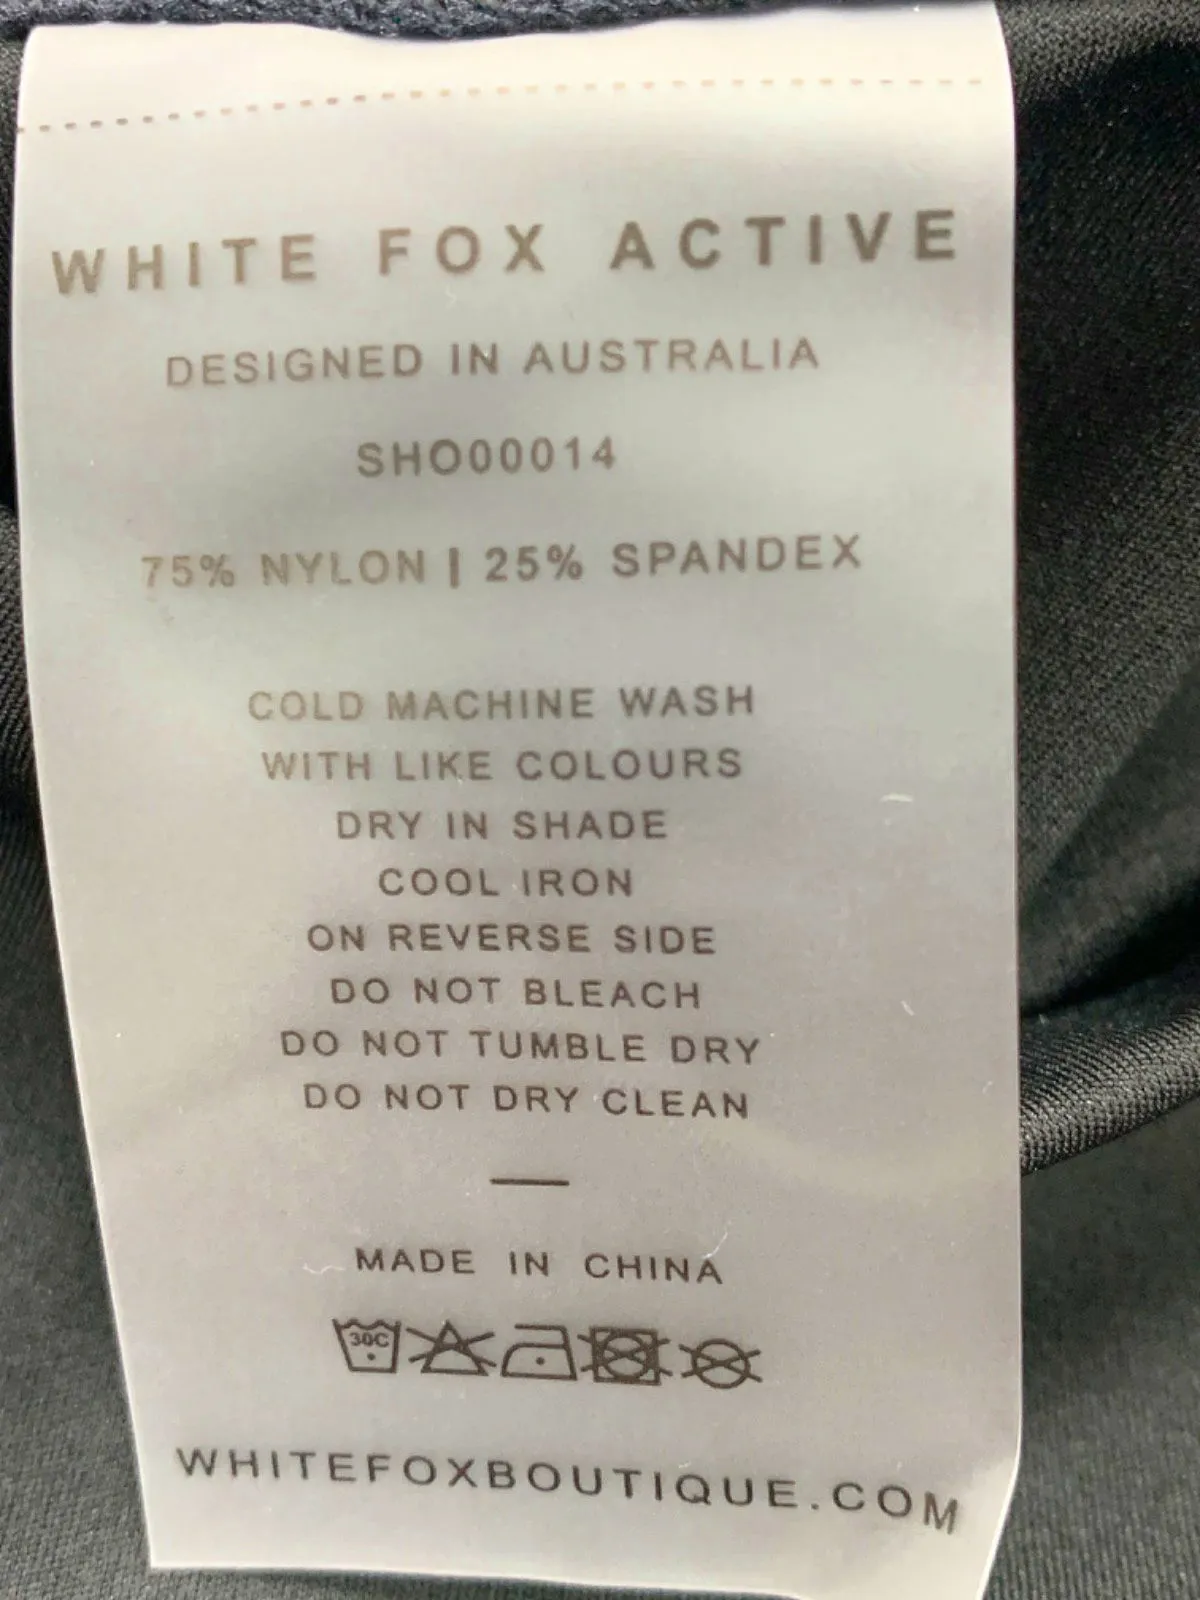 WHITE FOX ACTIVE
DESIGNED IN AUSTRALIA
SHO00014
75% NYLON | 25% SPANDEX
COLD MACHINE WASH
WITH LIKE COLOURS
DRY IN SHADE
COOL IRON
ON REVERSE SIDE
DO NOT BLEACH
DO NOT TUMBLE DRY
DO NOT DRY CLEAN
—
MADE IN CHINA
30C
WHITEFOXBOUTIQUE.COM